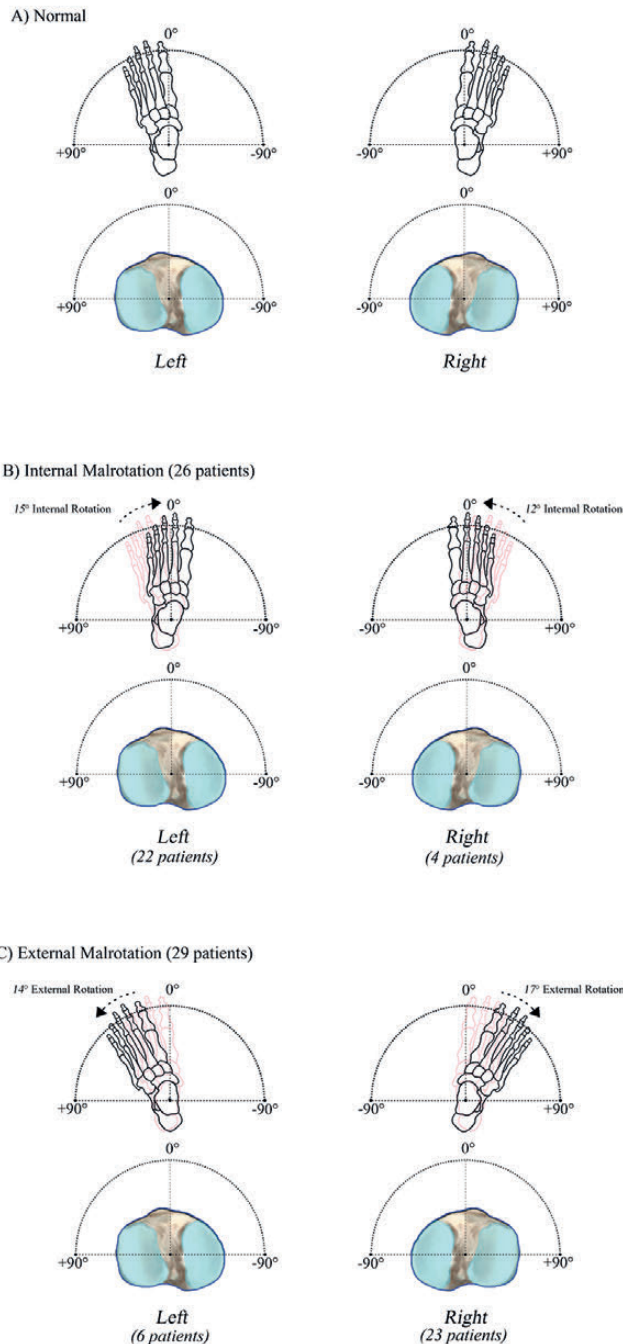 A) Normal
0° 0°
+90° -90° -90° +90°
0° 0°
+90° -90° -90° +90°
Left Right
B) Internal Malrotation (26 patients)
15° Internal Rotation 0° 0° 12° Internal Rotation
+90° -90° -90° +90°
0° 0°
+90° -90° -90° +90°
Left Right
(22 patients) (4 patients)
C) External Malrotation (29 patients)
14° External Rotation 0° 0° 17° External Rotation
+90° -90° -90° +90°
0° 0°
+90° -90° -90° +90°
Left Right
(6 patients) (23 patients)